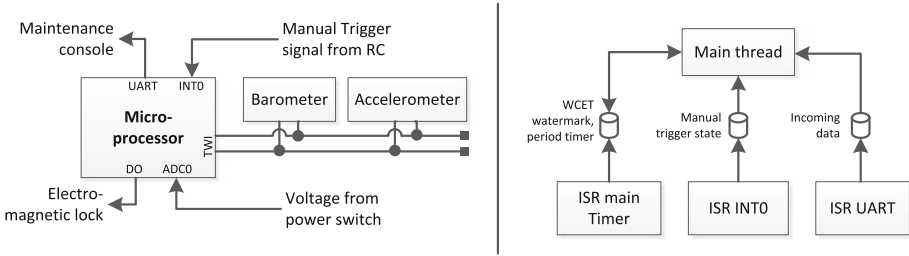 Maintenance
console
Manual Trigger
signal from RC
UART INT0
Micro-
processor
TWI
DO ADC0
Barometer
Accelerometer
Electro-
magnetic lock
Voltage from
power switch
Main thread
WCET
watermark,
period timer
Manual
trigger state
Incoming
data
ISR main
Timer
ISR INT0
ISR UART